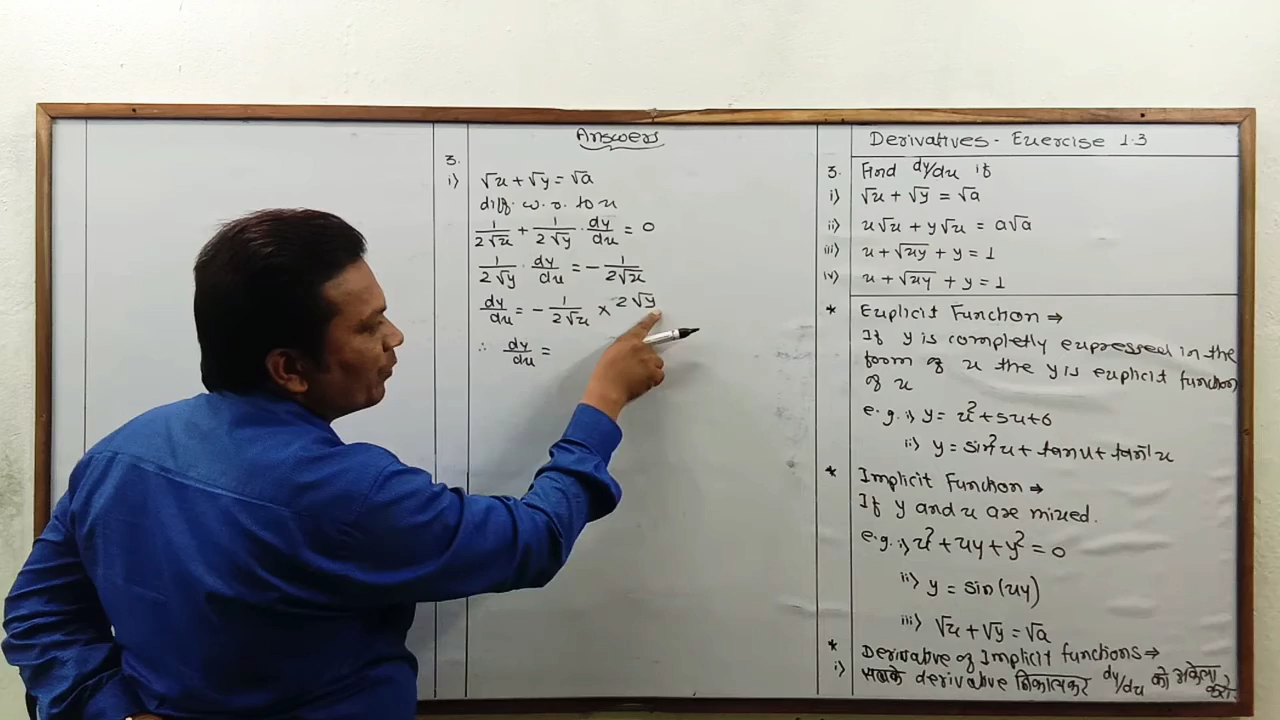 Answers
3.
i) √x + √y = √a
diff. w. r. to x
1/2√x + 1/2√y · dy/dx = 0
1/2√y · dy/dx = - 1/2√x
dy/dx = - 1/2√x × 2√y
∴ dy/dx =
Derivatives - Exercise 1.3
3. Find dy/dx if
i) √x + √y = √a
ii) x√x + y√x = a√a
iii) x + √xy + y = 1
iv) x + √xy + y = 1
* Explicit Function ⇒
If y is completly expressed in the
form of x the y is explicit function
of x
e.g. i) y = x² + 5x + 6
ii) y = sin²x + tanx + tan⁻¹x
* Implicit Function ⇒
If y and x are mixed.
e.g. i) x² + xy + y² = 0
ii) y = sin(xy)
iii) √x + √y = √a
* Derivative of Implicit functions ⇒
i) सबके derivative निकालकर dy/dx को अकेला
करो.